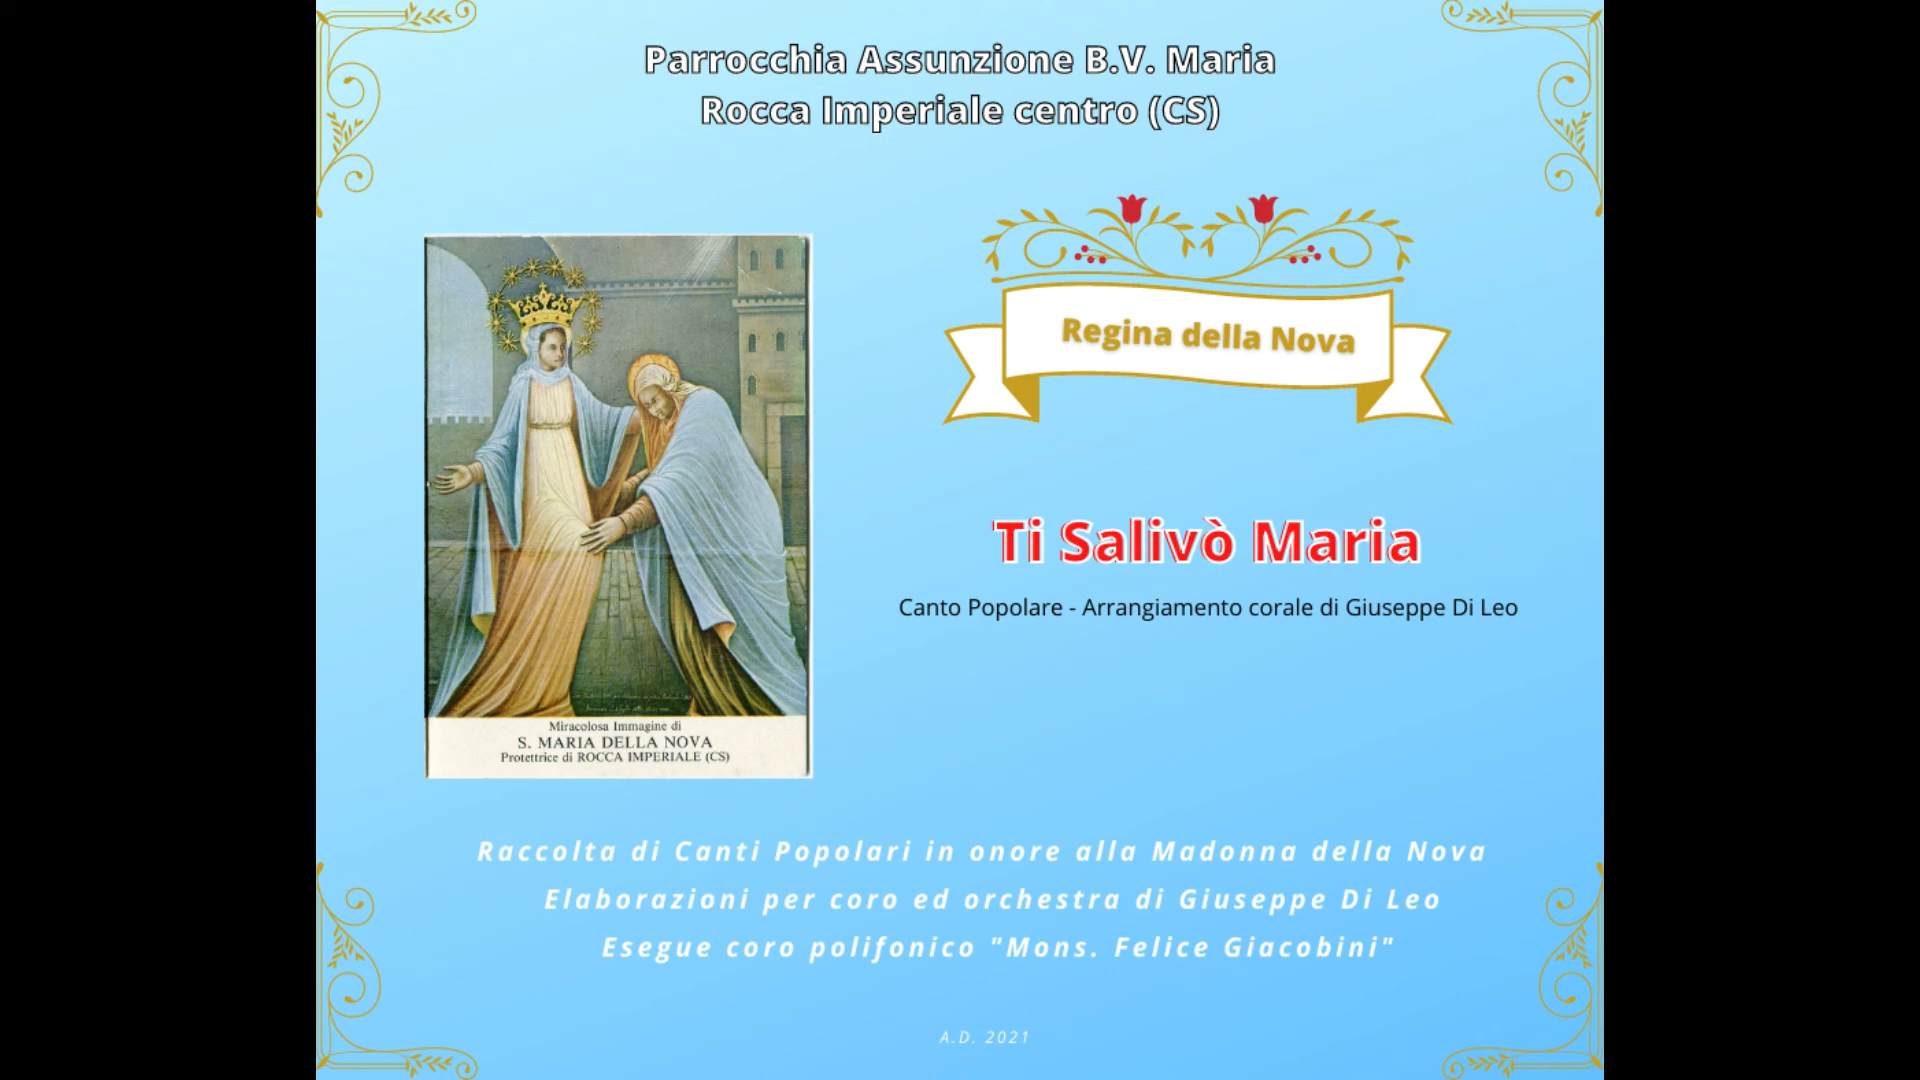 Parrocchia Assunzione B.V. Maria
Rocca Imperiale centro (CS)
Regina della Nova
Ti Salivò Maria
Canto Popolare - Arrangiamento corale di Giuseppe Di Leo
Miracolosa Immagine di
S. MARIA DELLA NOVA
Protettrice di ROCCA IMPERIALE (CS)
Raccolta di Canti Popolari in onore alla Madonna della Nova
Elaborazioni per coro ed orchestra di Giuseppe Di Leo
Esegue coro polifonico "Mons. Felice Giacobini"
A.D. 2021